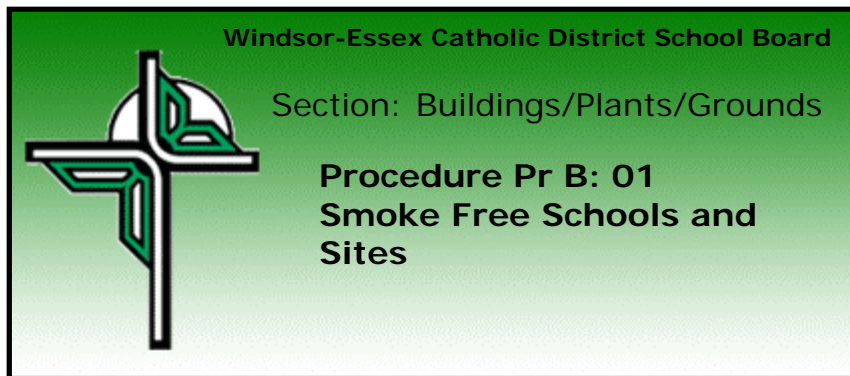 Windsor-Essex Catholic District School Board
Section: Buildings/Plants/Grounds
Procedure Pr B: 01
Smoke Free Schools and
Sites